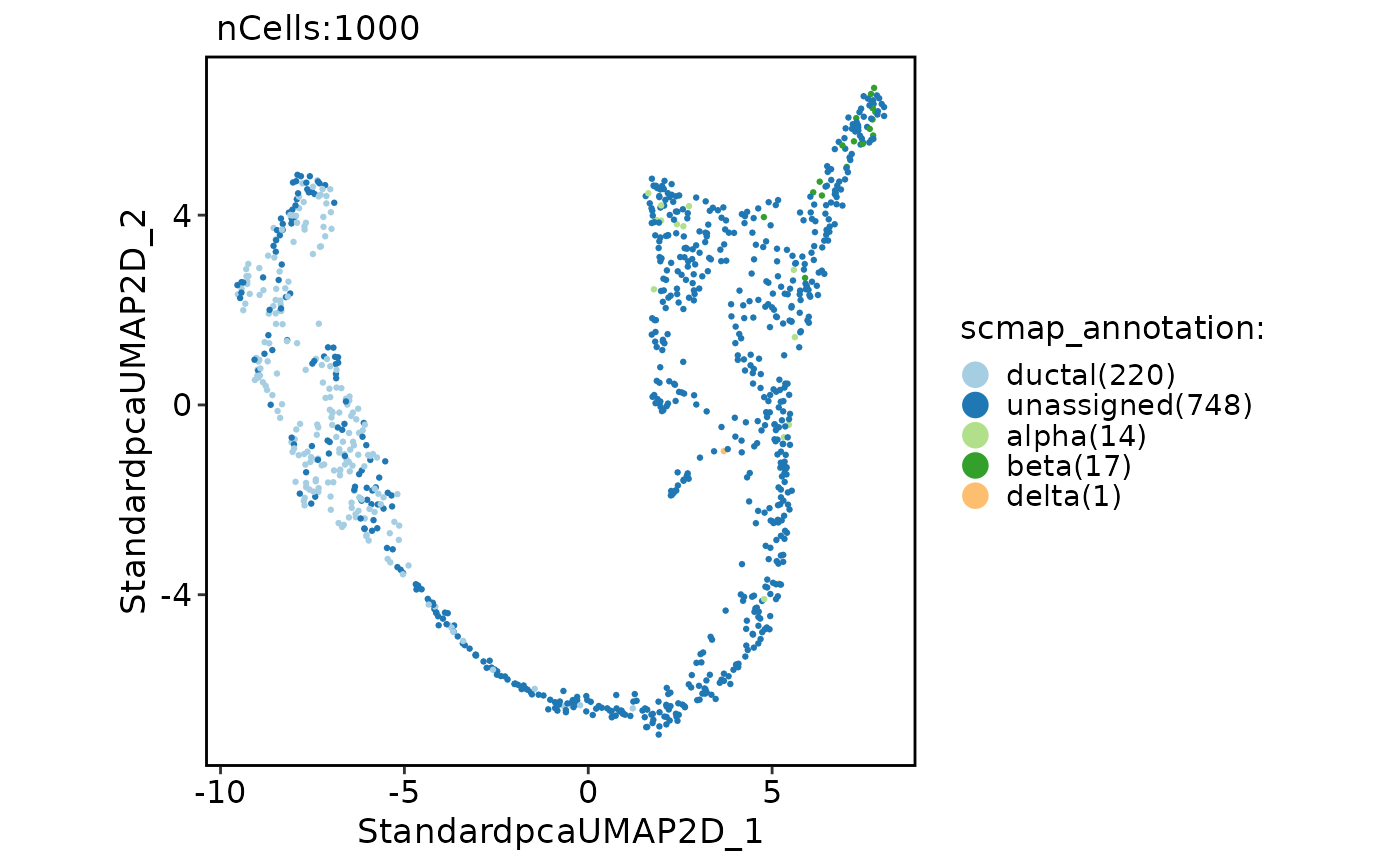 nCells:1000
StandardpcaUMAP2D_2
4
0
-4
-10
-5
0
5
StandardpcaUMAP2D_1
scmap_annotation:
ductal(220)
unassigned(748)
alpha(14)
beta(17)
delta(1)